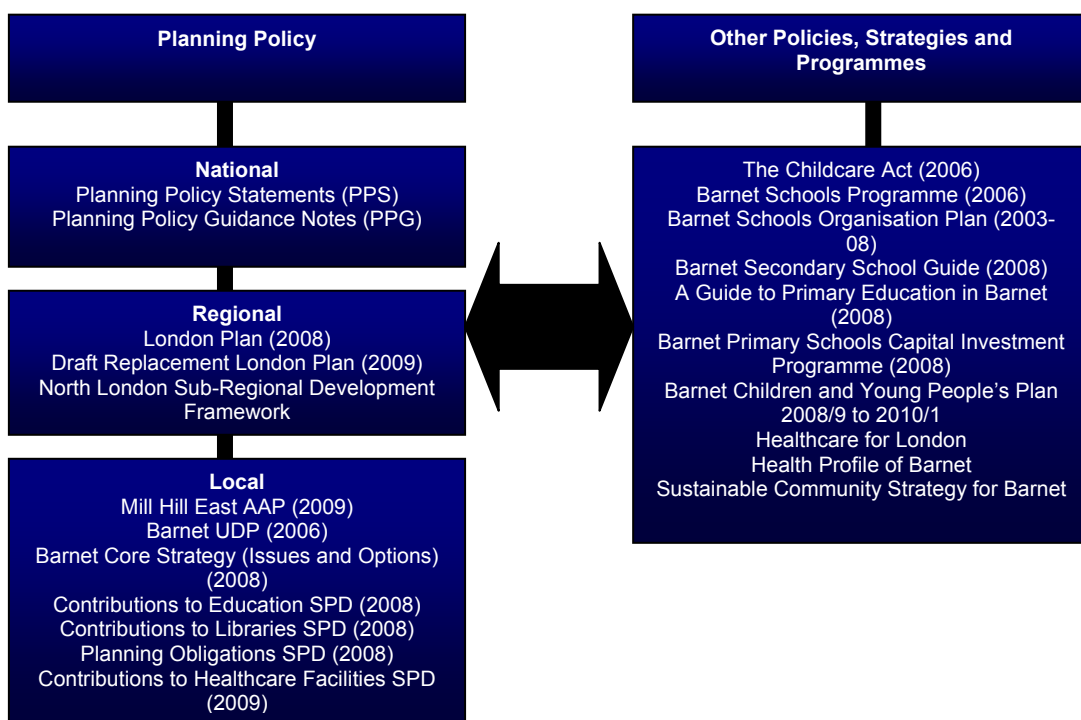 Planning Policy
National
Planning Policy Statements (PPS)
Planning Policy Guidance Notes (PPG)
Regional
London Plan (2008)
Draft Replacement London Plan (2009)
North London Sub-Regional Development
Framework
Local
Mill Hill East AAP (2009)
Barnet UDP (2006)
Barnet Core Strategy (Issues and Options)
(2008)
Contributions to Education SPD (2008)
Contributions to Libraries SPD (2008)
Planning Obligations SPD (2008)
Contributions to Healthcare Facilities SPD
(2009)
Other Policies, Strategies and
Programmes
The Childcare Act (2006)
Barnet Schools Programme (2006)
Barnet Schools Organisation Plan (2003-
08)
Barnet Secondary School Guide (2008)
A Guide to Primary Education in Barnet
(2008)
Barnet Primary Schools Capital Investment
Programme (2008)
Barnet Children and Young People’s Plan
2008/9 to 2010/1
Healthcare for London
Health Profile of Barnet
Sustainable Community Strategy for Barnet